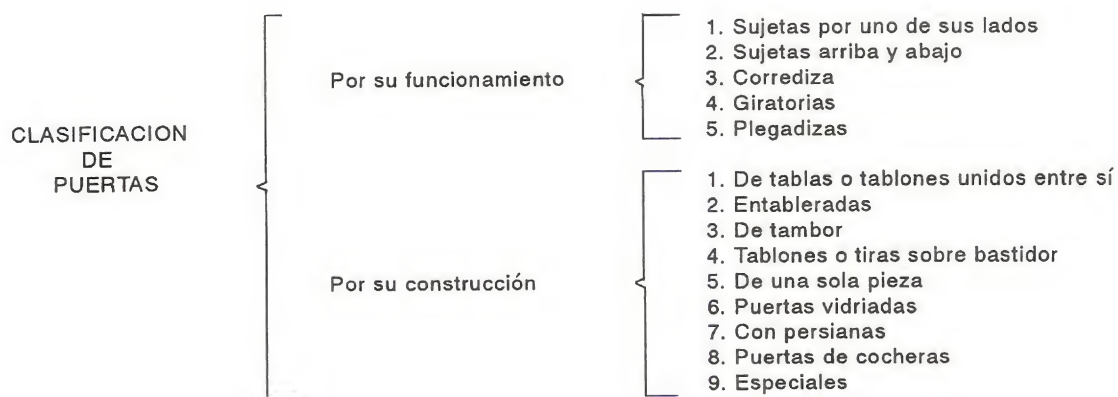 CLASIFICACION
DE
PUERTAS
Por su funcionamiento
1. Sujetas por uno de sus lados
2. Sujetas arriba y abajo
3. Corrediza
4. Giratorias
5. Plegadizas
Por su construcción
1. De tablas o tablones unidos entre sí
2. Entableradas
3. De tambor
4. Tablones o tiras sobre bastidor
5. De una sola pieza
6. Puertas vidriadas
7. Con persianas
8. Puertas de cocheras
9. Especiales